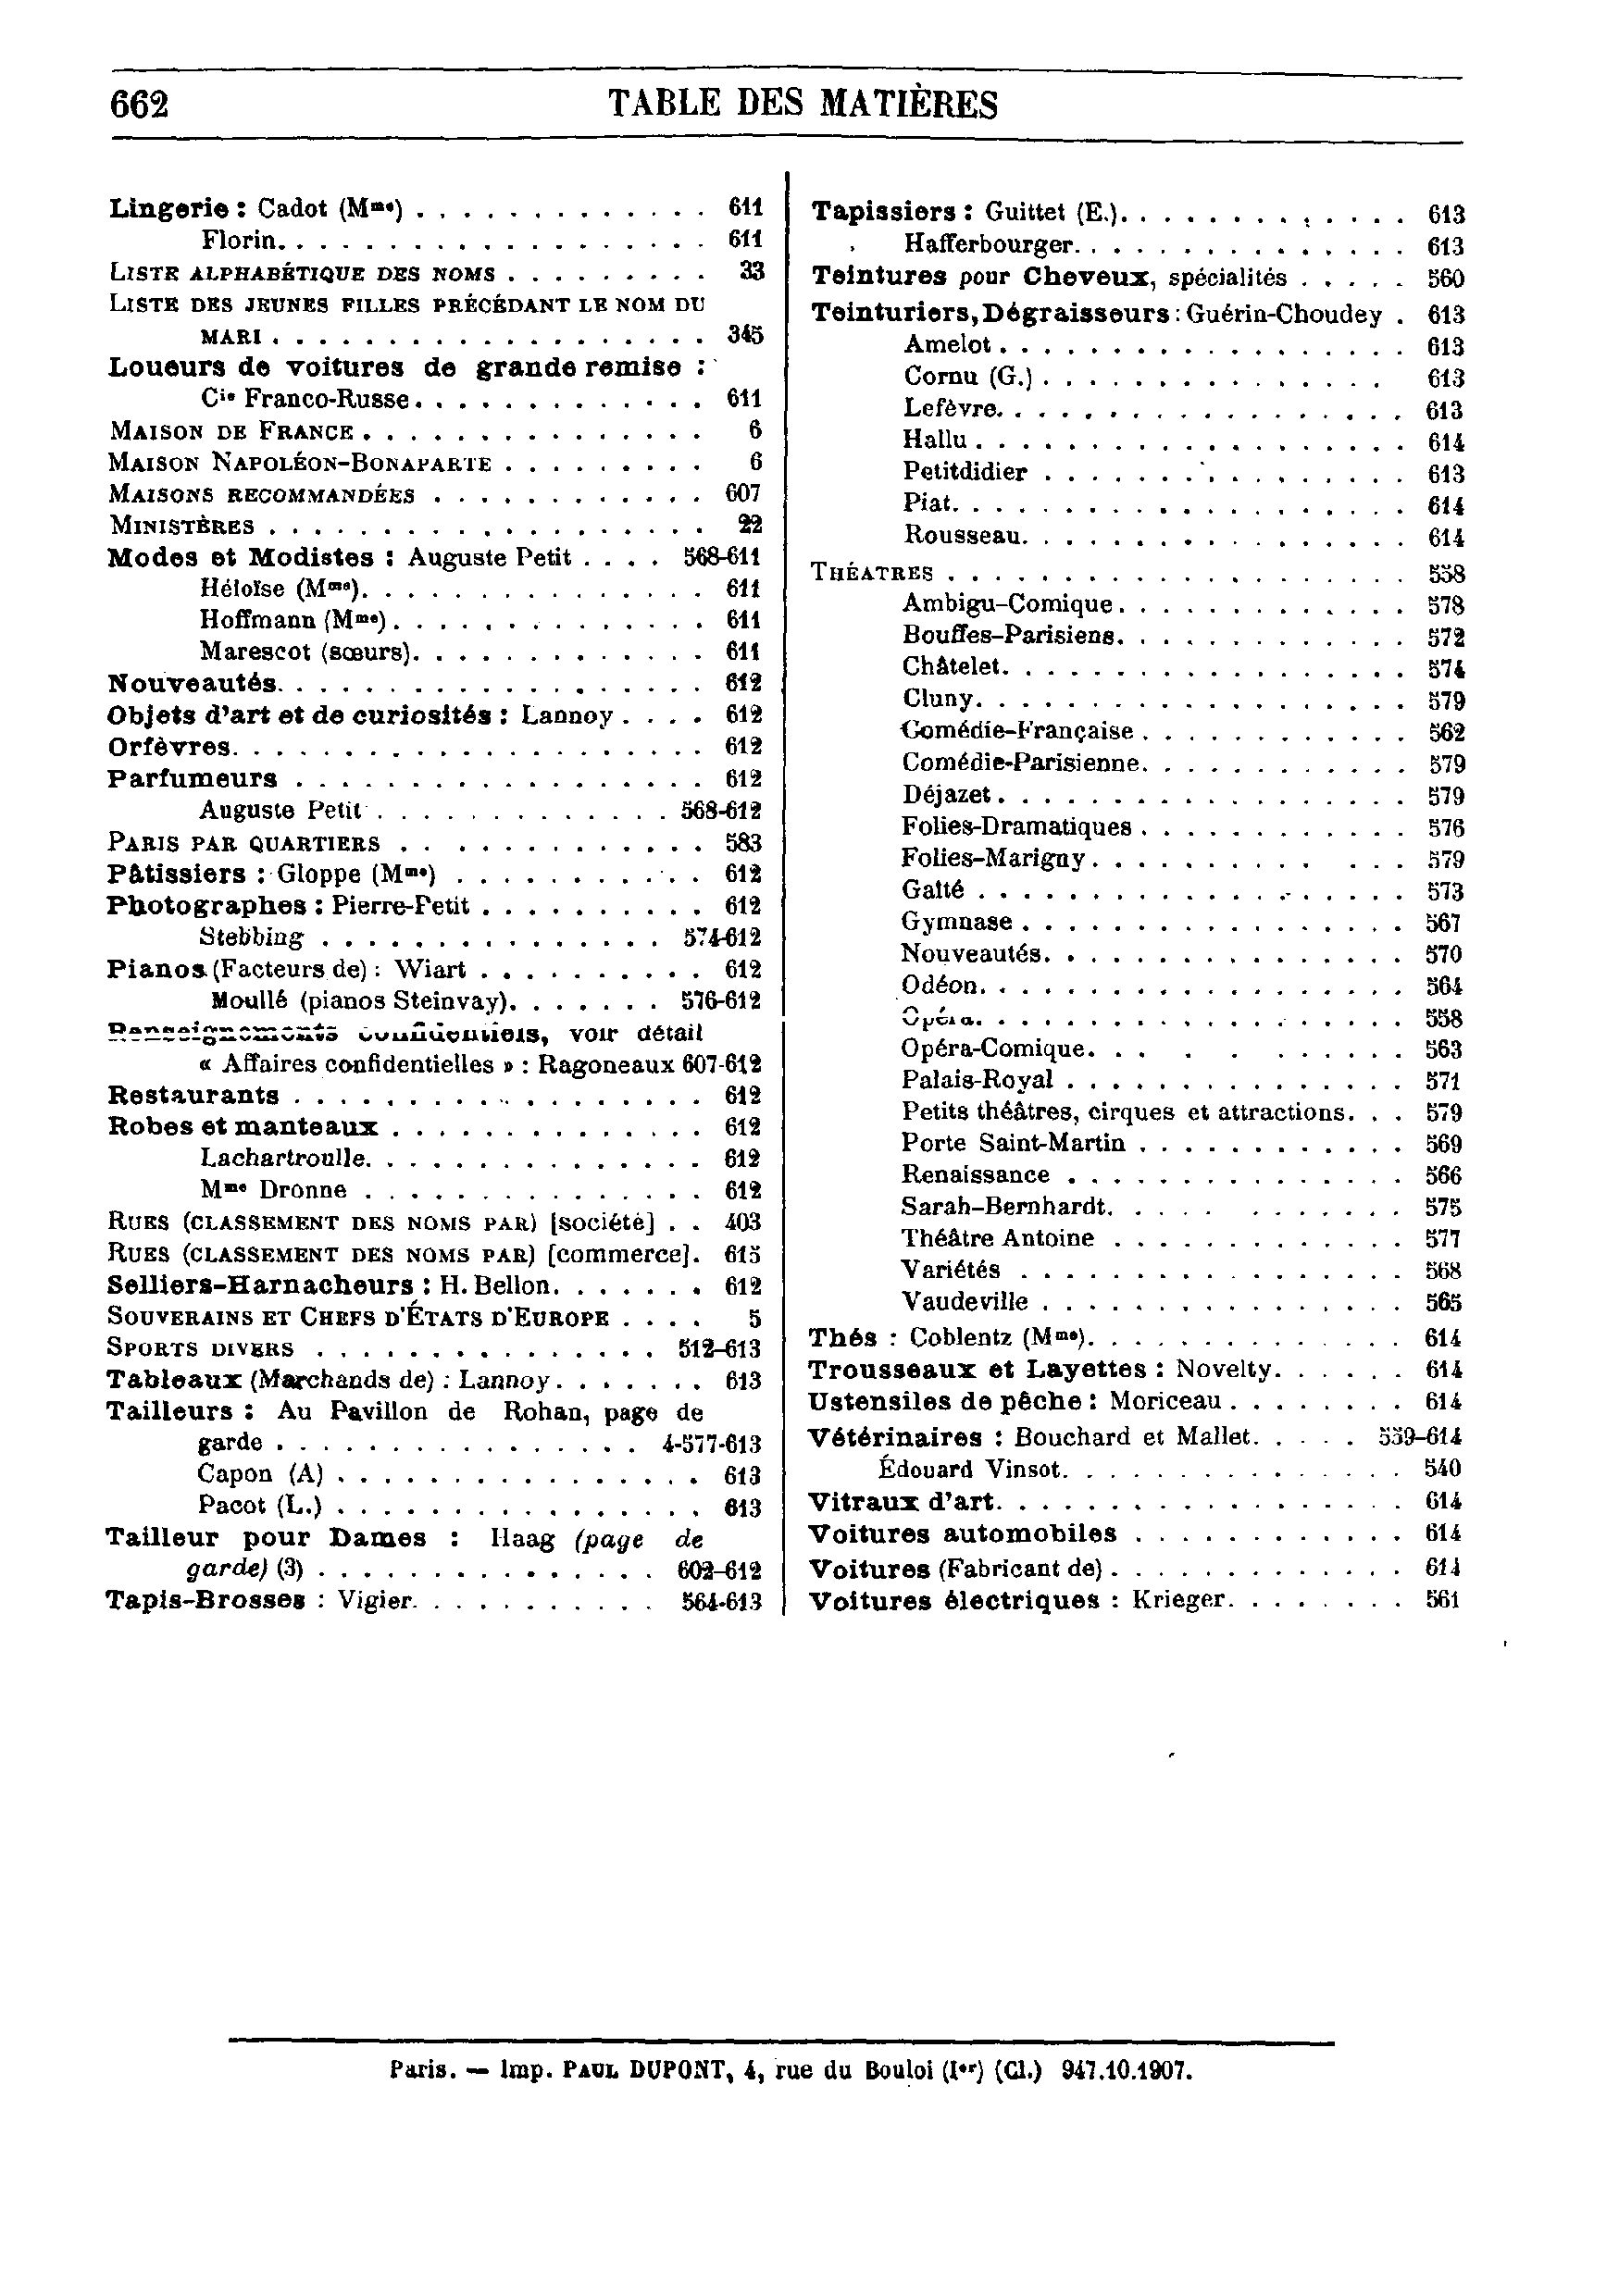 662 TABLE DES MATIÈRES
Lingerie : Cadot (Mme) . . . . . . . . . . . . . 611
Florin. . . . . . . . . . . . . . . . . . . 611
LISTE ALPHABÉTIQUE DES NOMS . . . . . . . . . 33
LISTE DES JEUNES FILLES PRÉCÉDANT LE NOM DU
MARI . . . . . . . . . . . . . . . . . . . 345
Loueurs de voitures de grande remise :
Cie Franco-Russe. . . . . . . . . . . . . 611
MAISON DE FRANCE . . . . . . . . . . . . . . . 6
MAISON NAPOLÉON-BONAPARTE . . . . . . . . . 6
MAISONS RECOMMANDÉES . . . . . . . . . . . . 607
MINISTÈRES . . . . . . . . . . . . . . . . . . . 22
Modes et Modistes : Auguste Petit . . . . 568-611
Héloïse (Mme). . . . . . . . . . . . . . . 611
Hoffmann (Mme). . . . . . . . . . . . . . 611
Marescot (sœurs). . . . . . . . . . . . . 611
Nouveautés. . . . . . . . . . . . . . . . . . . 612
Objets d'art et de curiosités : Lannoy . . . . 612
Orfèvres. . . . . . . . . . . . . . . . . . . . . 612
Parfumeurs . . . . . . . . . . . . . . . . . . 612
Auguste Petit . . . . . . . . . . . . . 568-612
PARIS PAR QUARTIERS . . . . . . . . . . . . . . 583
Pâtissiers : Gloppe (Mme) . . . . . . . . . . . 612
Photographes : Pierre-Petit . . . . . . . . . . 612
Stebbing . . . . . . . . . . . . . . . 574-612
Pianos (Facteurs de) : Wiart . . . . . . . . . . 612
Moullé (pianos Steinvay). . . . . . . 576-612
Renseignements confidentiels, voir détail
« Affaires confidentielles » : Ragoneaux 607-612
Restaurants . . . . . . . . . . . . . . . . . . 612
Robes et manteaux . . . . . . . . . . . . . . 612
Lachartroulle. . . . . . . . . . . . . . . 612
Mme Dronne . . . . . . . . . . . . . . . 612
RUES (CLASSEMENT DES NOMS PAR) [société] . . 403
RUES (CLASSEMENT DES NOMS PAR) [commerce]. 615
Selliers-Harnacheurs : H. Bellon. . . . . . . 612
SOUVERAINS ET CHEFS D'ÉTATS D'EUROPE . . . . 5
SPORTS DIVERS . . . . . . . . . . . . . . . 512-613
Tableaux (Marchands de) : Lannoy. . . . . . . 613
Tailleurs : Au Pavillon de Rohan, page de
garde . . . . . . . . . . . . . . . . 4-577-613
Capon (A) . . . . . . . . . . . . . . . . 613
Pacot (L.) . . . . . . . . . . . . . . . . 613
Tailleur pour Dames : Haag (page de
garde) (3) . . . . . . . . . . . . . . . 602-612
Tapis-Brosses : Vigier. . . . . . . . . . . 564-613
Tapissiers : Guittet (E.). . . . . . . . . . . . . 613
Hafferbourger. . . . . . . . . . . . . . . 613
Teintures pour Cheveux, spécialités . . . . . 560
Teinturiers, Dégraisseurs : Guérin-Choudey . 613
Amelot . . . . . . . . . . . . . . . . . . 613
Cornu (G.) . . . . . . . . . . . . . . . 613
Lefèvre. . . . . . . . . . . . . . . . . . 613
Hallu . . . . . . . . . . . . . . . . . . . 614
Petitdidier . . . . . . . . . . . . . . . . 613
Piat. . . . . . . . . . . . . . . . . . . . 614
Rousseau. . . . . . . . . . . . . . . . . 614
THÉATRES . . . . . . . . . . . . . . . . . . . . 558
Ambigu-Comique. . . . . . . . . . . . . 578
Bouffes-Parisiens. . . . . . . . . . . . . 572
Châtelet. . . . . . . . . . . . . . . . . . 574
Cluny. . . . . . . . . . . . . . . . . . . 579
Comédie-Française . . . . . . . . . . . . 562
Comédie-Parisienne. . . . . . . . . . . . 579
Déjazet. . . . . . . . . . . . . . . . . . 579
Folies-Dramatiques . . . . . . . . . . . . 576
Folies-Marigny. . . . . . . . . . . . . 579
Gaîté . . . . . . . . . . . . . . . . . . . 573
Gymnase . . . . . . . . . . . . . . . . . 567
Nouveautés. . . . . . . . . . . . . . . . 570
Odéon. . . . . . . . . . . . . . . . . . . 564
Opéra. . . . . . . . . . . . . . . . . . . 558
Opéra-Comique. . . . . . . . . . . 563
Palais-Royal . . . . . . . . . . . . . . . 571
Petits théâtres, cirques et attractions. . . 579
Porte Saint-Martin . . . . . . . . . . . . 569
Renaissance . . . . . . . . . . . . . . . 566
Sarah-Bernhardt. . . . . . . . . . . . 575
Théâtre Antoine . . . . . . . . . . . . . 577
Variétés . . . . . . . . . . . . . . . . . 568
Vaudeville . . . . . . . . . . . . . . . . 565
Thés : Coblentz (Mme). . . . . . . . . . . . . . 614
Trousseaux et Layettes : Novelty. . . . . . 614
Ustensiles de pêche : Moriceau . . . . . . . . 614
Vétérinaires : Bouchard et Mallet. . . . . 559-614
Édouard Vinsot. . . . . . . . . . . . . . . 540
Vitraux d'art. . . . . . . . . . . . . . . . . . 614
Voitures automobiles . . . . . . . . . . . . 614
Voitures (Fabricant de) . . . . . . . . . . . . . 614
Voitures électriques : Krieger. . . . . . . . 561
Paris. — Imp. PAUL DUPONT, 4, rue du Bouloi (Ier) (Cl.) 947.10.1907.